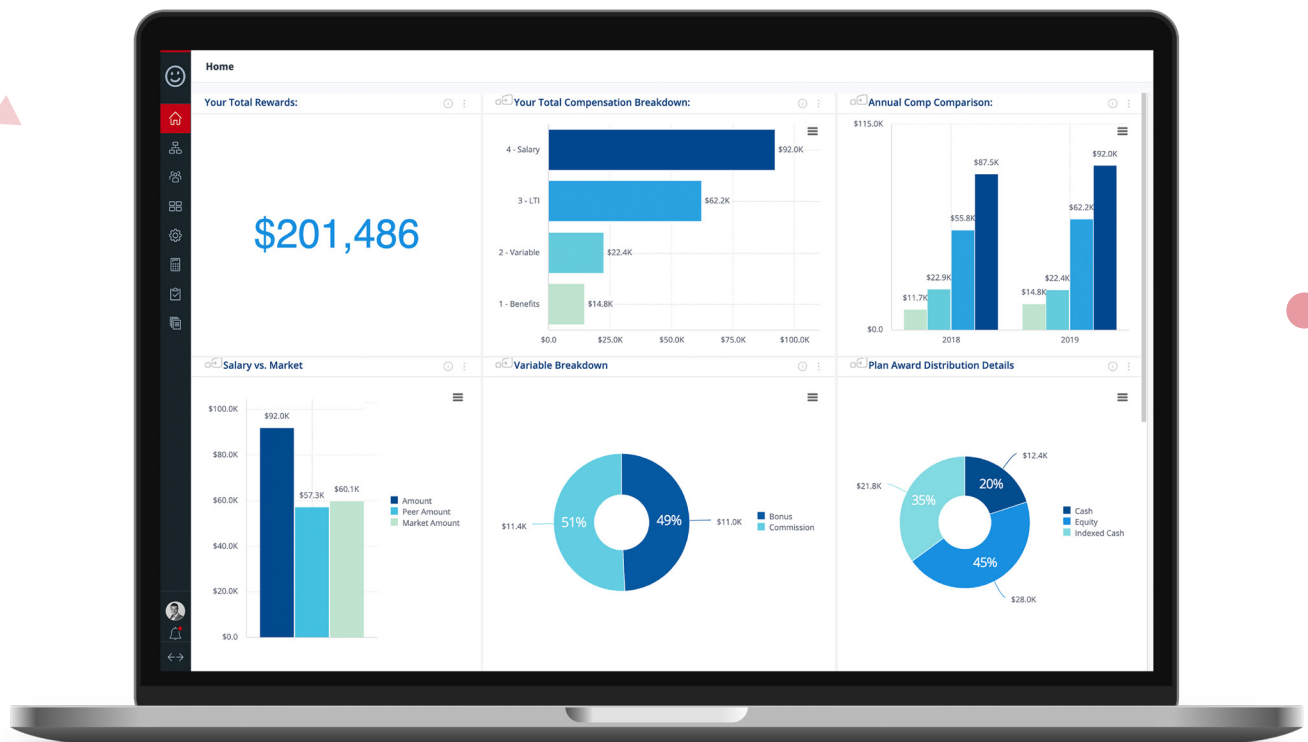 Home
Your Total Rewards:
$201,486
Your Total Compensation Breakdown:
4 - Salary
$92.0K
3 - LTI
$62.2K
2 - Variable
$22.4K
1 - Benefits
$14.8K
$0.0 $25.0K $50.0K $75.0K $100.0K
Annual Comp Comparison:
$115.0K
$92.0K
$87.5K
$62.2K
$55.8K
$22.9K
$22.4K
$14.8K
$11.7K
$0.0
2018 2019
Salary vs. Market
$100.0K
$92.0K
$80.0K
$60.0K
$57.3K
$60.1K
$40.0K
$20.0K
$0.0
Amount
Peer Amount
Market Amount
Variable Breakdown
$11.4K
51%
49%
$11.0K
Bonus
Commission
Plan Award Distribution Details
$12.4K
20%
$21.8K
35%
45%
$28.0K
Cash
Equity
Indexed Cash